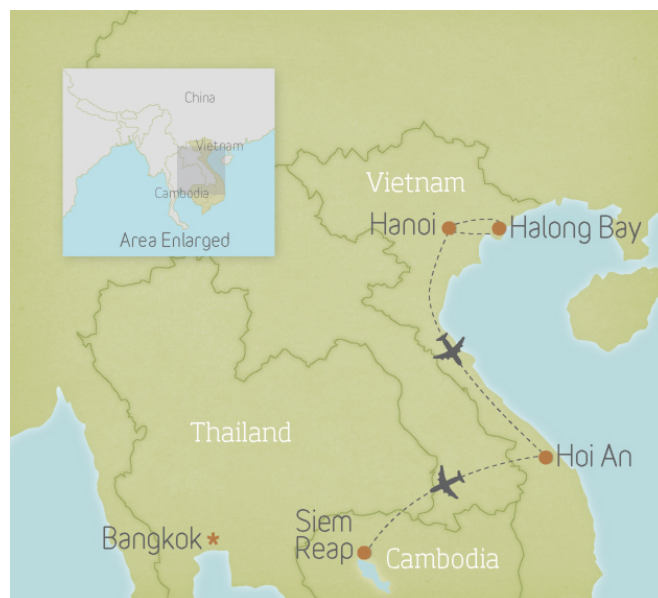 China
Vietnam
Cambodia
Area Enlarged
Vietnam
Hanoi
Halong Bay
Thailand
Hoi An
Siem
Reap
Bangkok *
Cambodia